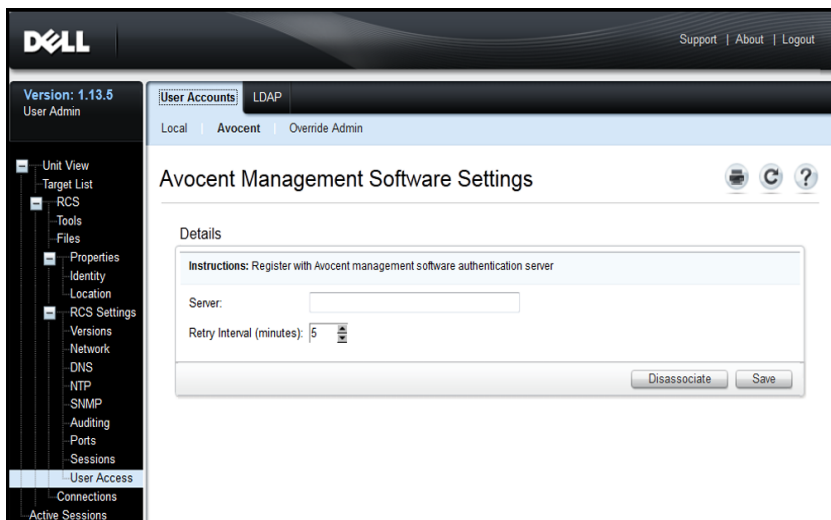 DELL
Support | About | Logout
Version: 1.13.5
User Admin
User Accounts
LDAP
Local
Avocent
Override Admin
Unit View
Target List
RCS
Tools
Files
Properties
Identity
Location
RCS Settings
Versions
Network
DNS
NTP
SNMP
Auditing
Ports
Sessions
User Access
Connections
Active Sessions
Avocent Management Software Settings
Details
Instructions: Register with Avocent management software authentication server
Server:
Retry Interval (minutes): 5
Disassociate
Save